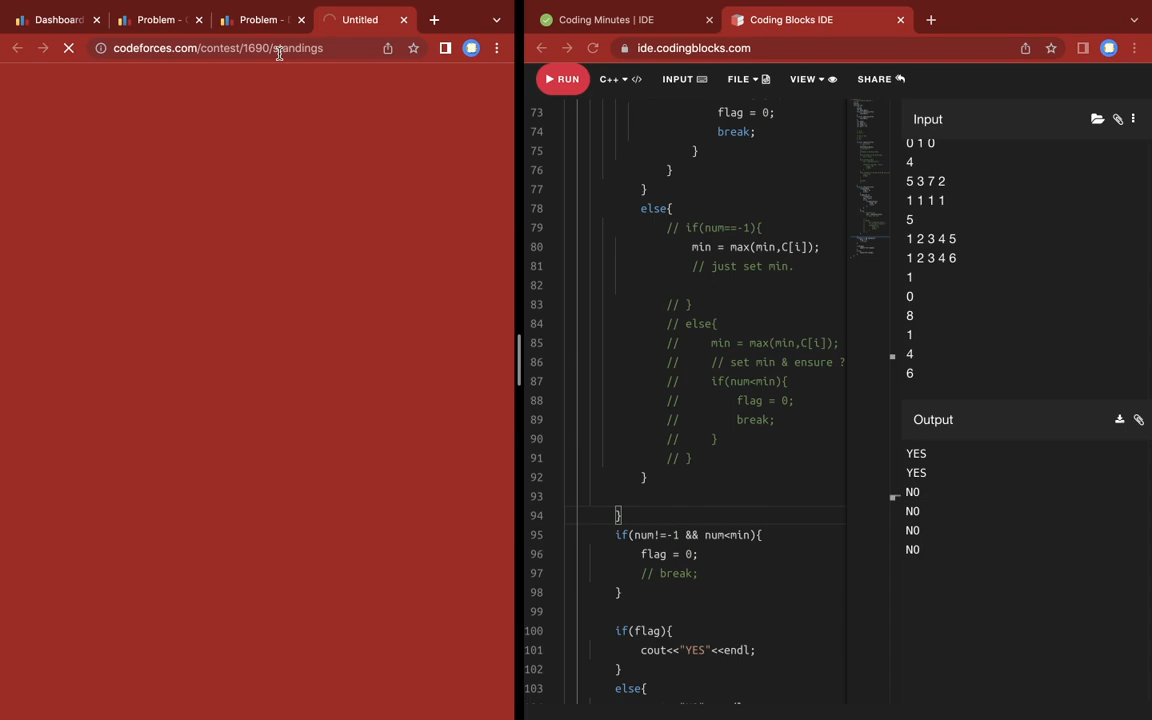 Dashboard
Problem - (
Problem - (
Untitled
codeforces.com/contest/1690/standings
Coding Minutes | IDE
Coding Blocks IDE
ide.codingblocks.com
RUN
C++
INPUT
FILE
VIEW
SHARE
73 flag = 0;
74 break;
75 }
76 }
77 }
78 else{
79 // if(num==-1){
80 min = max(min,C[i]);
81 // just set min.
82
83 // }
84 // else{
85 // min = max(min,C[i]);
86 // // set min & ensure ?
87 // if(num<min){
88 // flag = 0;
89 // break;
90 // }
91 // }
92 }
93
94 }
95 if(num!=-1 && num<min){
96 flag = 0;
97 // break;
98 }
99
100 if(flag){
101 cout<<"YES"<<endl;
102 }
103 else{
Input
0 1 0
4
5 3 7 2
1 1 1 1
5
1 2 3 4 5
1 2 3 4 6
1
0
8
1
4
6
Output
YES
YES
NO
NO
NO
NO